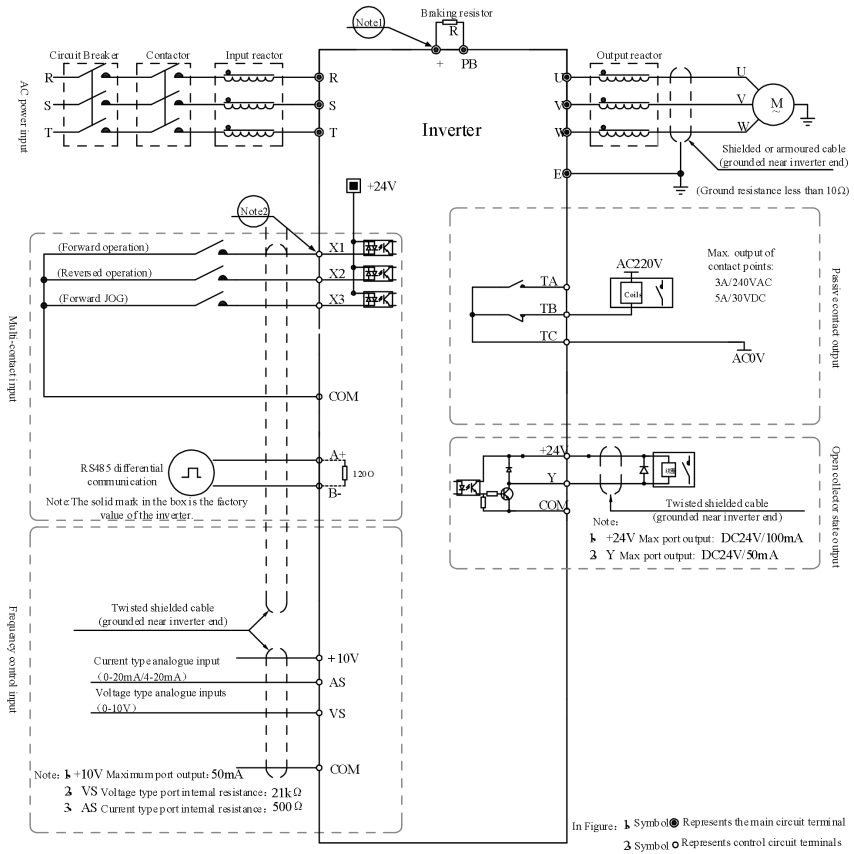 Note1
Braking resistor
R
+ PB
Circuit Breaker Contactor Input reactor
Output reactor
AC power input
R R
S S
T T
Inverter
U U
V V
W W
M
~
E
Shielded or armoured cable
(grounded near inverter end)
(Ground resistance less than 10Ω)
+24V
Note2
(Forward operation) X1
(Reversed operation) X2
(Forward JOG) X3
COM
Multi-contact input
RS485 differential
communication
A+
120Ω
B-
Note:The solid mark in the box is the factory
value of the inverter.
TA
TB
TC
AC220V
Coils
AC0V
Max. output of
contact points:
3A/240VAC
5A/30VDC
Passive contact output
+24V
Y
COM
Twisted shielded cable
(grounded near inverter end)
Note:
1. +24V Max port output: DC24V/100mA
2. Y Max port output: DC24V/50mA
Open collector state output
Twisted shielded cable
(grounded near inverter end)
Frequency control input
+10V
Current type analogue input
(0-20mA/4-20mA) AS
Voltage type analogue inputs
(0-10V) VS
COM
Note: 1. +10V Maximum port output: 50mA
2. VS Voltage type port internal resistance: 21kΩ
3. AS Current type port internal resistance: 500Ω
In Figure: 1. Symbol Represents the main circuit terminal
2. Symbol Represents control circuit terminals